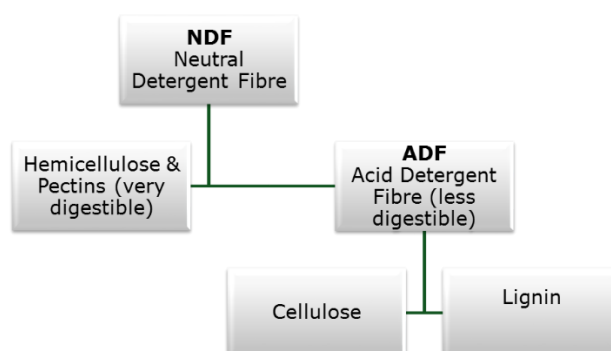 NDF
Neutral
Detergent Fibre
Hemicellulose &
Pectins (very
digestible)
ADF
Acid Detergent
Fibre (less
digestible)
Cellulose
Lignin